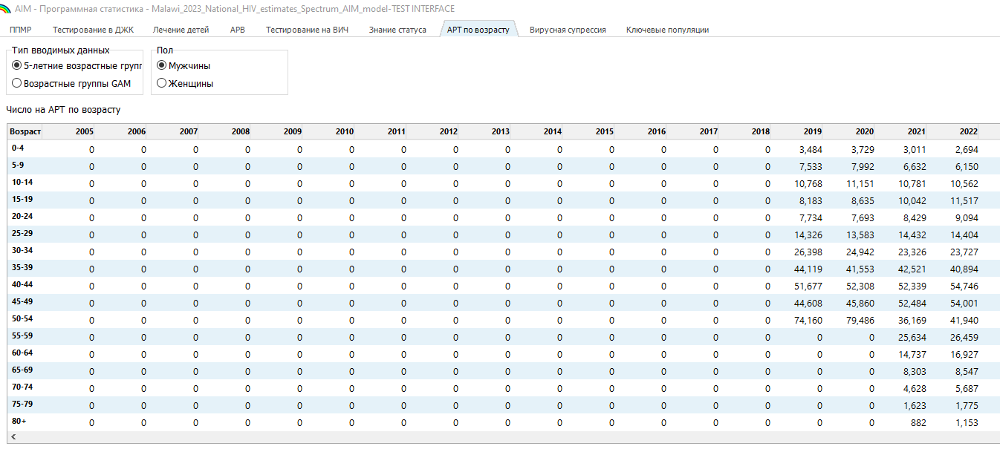 AIM - Программная статистика - Malawi_2023_National_HIV_estimates_Spectrum_AIM_model-TEST INTERFACE
ППМР Тестирование в ДЖК Лечение детей АРВ Тестирование на ВИЧ Знание статуса АРТ по возрасту Вирусная супрессия Ключевые популяции
Тип вводимых данных Пол
5-летние возрастные групп Мужчины
Возрастные группы GAM Женщины
Число на АРТ по возрасту
Возраст 2005 2006 2007 2008 2009 2010 2011 2012 2013 2014 2015 2016 2017 2018 2019 2020 2021 2022
0-4 0 0 0 0 0 0 0 0 0 0 0 0 0 0 3,484 3,729 3,011 2,694
5-9 0 0 0 0 0 0 0 0 0 0 0 0 0 0 7,533 7,992 6,632 6,150
10-14 0 0 0 0 0 0 0 0 0 0 0 0 0 0 10,768 11,151 10,781 10,562
15-19 0 0 0 0 0 0 0 0 0 0 0 0 0 0 8,183 8,635 10,042 11,517
20-24 0 0 0 0 0 0 0 0 0 0 0 0 0 0 7,734 7,693 8,429 9,094
25-29 0 0 0 0 0 0 0 0 0 0 0 0 0 0 14,326 13,583 14,432 14,404
30-34 0 0 0 0 0 0 0 0 0 0 0 0 0 0 26,398 24,942 23,326 23,727
35-39 0 0 0 0 0 0 0 0 0 0 0 0 0 0 44,119 41,553 42,521 40,894
40-44 0 0 0 0 0 0 0 0 0 0 0 0 0 0 51,677 52,308 52,339 54,746
45-49 0 0 0 0 0 0 0 0 0 0 0 0 0 0 44,608 45,860 52,484 54,001
50-54 0 0 0 0 0 0 0 0 0 0 0 0 0 0 74,160 79,486 36,169 41,940
55-59 0 0 0 0 0 0 0 0 0 0 0 0 0 0 0 0 25,634 26,459
60-64 0 0 0 0 0 0 0 0 0 0 0 0 0 0 0 0 14,737 16,927
65-69 0 0 0 0 0 0 0 0 0 0 0 0 0 0 0 0 8,303 8,547
70-74 0 0 0 0 0 0 0 0 0 0 0 0 0 0 0 0 4,628 5,687
75-79 0 0 0 0 0 0 0 0 0 0 0 0 0 0 0 0 1,623 1,775
80+ 0 0 0 0 0 0 0 0 0 0 0 0 0 0 0 0 882 1,153